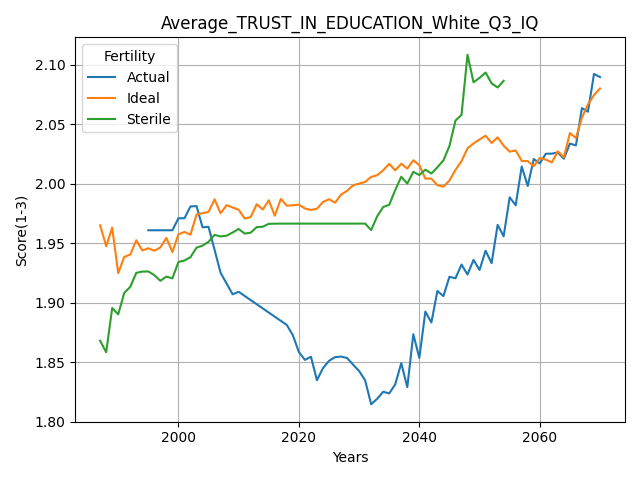 Average_TRUST_IN_EDUCATION_White_Q3_IQ
Fertility
Actual
Ideal
Sterile
Score(1-3)
2.10
2.05
2.00
1.95
1.90
1.85
1.80
2000
2020
2040
2060
Years